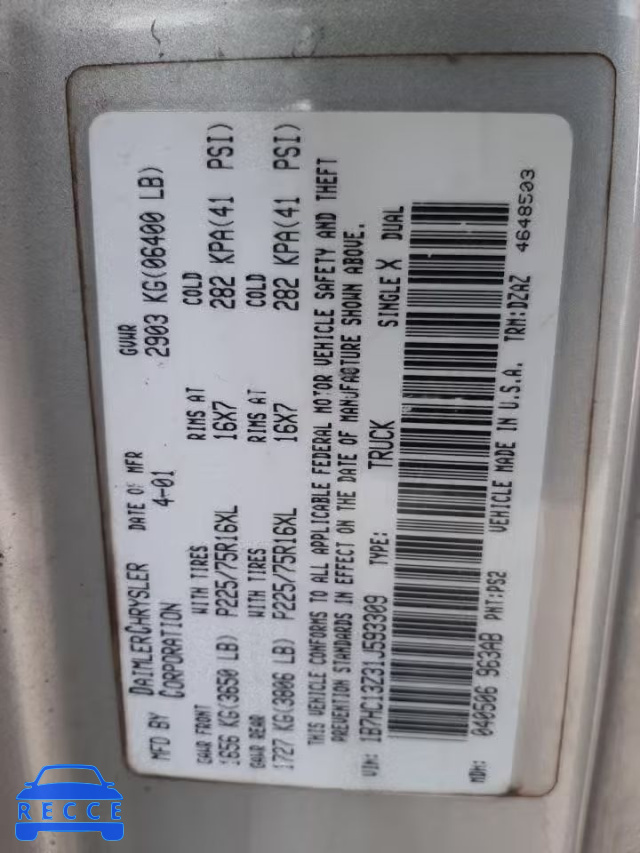 MFD BY DAIMLERCHRYSLER CORPORATION DATE OF MFR 4-01 GVWR 2903 KG(06400 LB)
GAWR FRONT WITH TIRES RIMS AT COLD
1656 KG(3650 LB) P225/75R16XL 16X7 282 KPA(41 PSI)
GAWR REAR WITH TIRES RIMS AT COLD
1727 KG(3806 LB) P225/75R16XL 16X7 282 KPA(41 PSI)
THIS VEHICLE CONFORMS TO ALL APPLICABLE FEDERAL MOTOR VEHICLE SAFETY AND THEFT
PREVENTION STANDARDS IN EFFECT ON THE DATE OF MANUFACTURE SHOWN ABOVE.
VIN: 1B7HC13Z31J593309 TYPE: TRUCK SINGLE X DUAL
MDH: 040506 963AB PNT:PS2 VEHICLE MADE IN U.S.A. TRM:DZAZ 4648503
RECCE